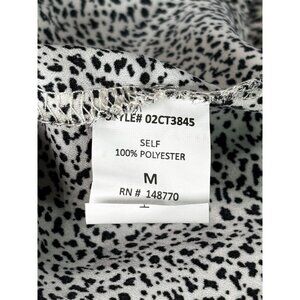 STYLE# 02CT3845
SELF
100% POLYESTER
M
RN # 148770